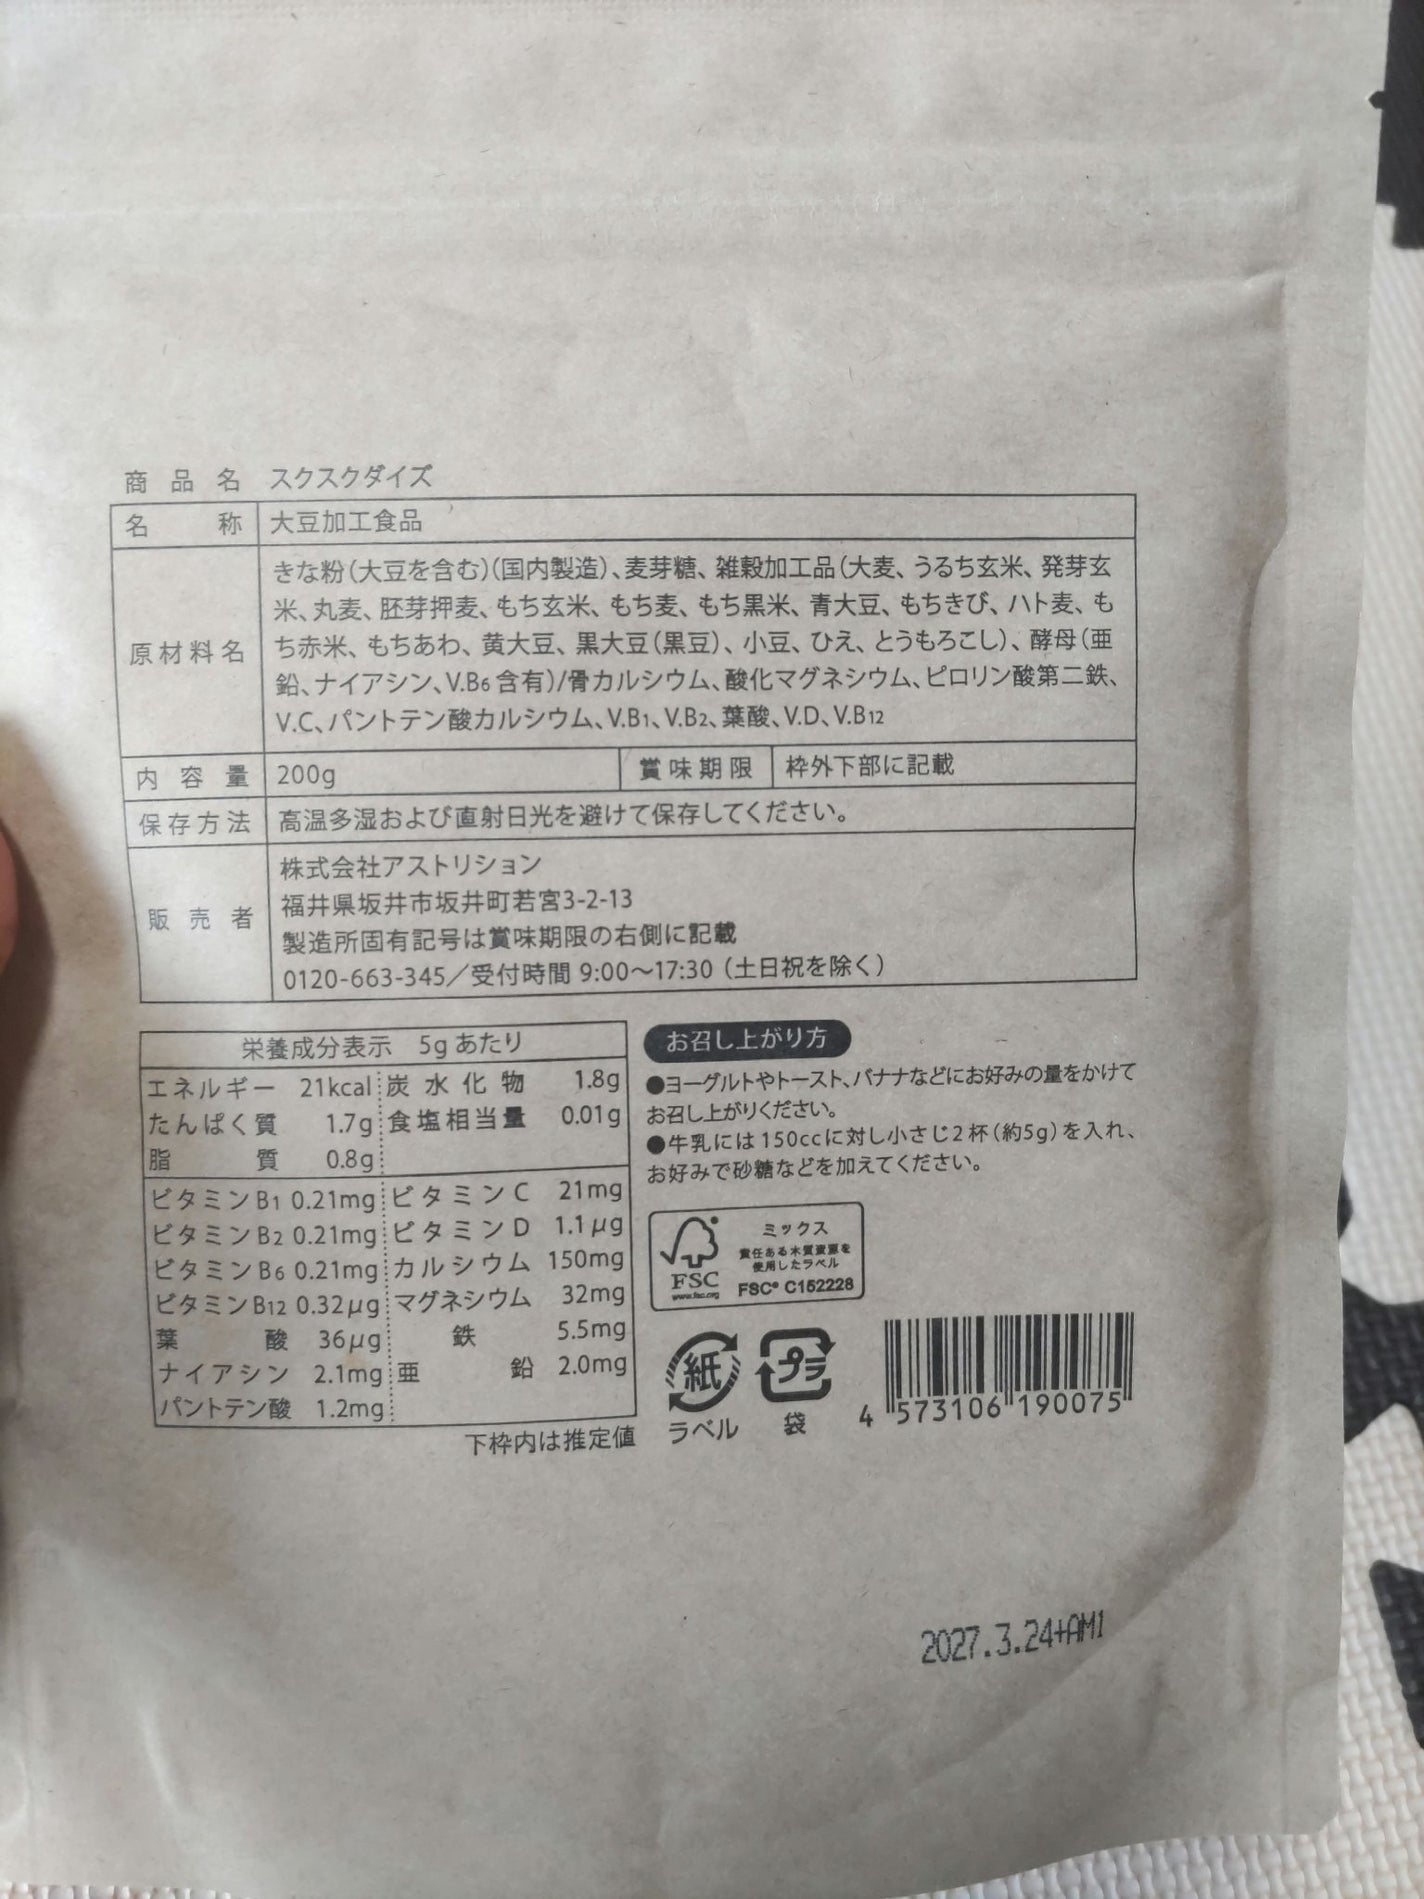 商品名 スクスクダイズ
名称 大豆加工食品
原材料名
きな粉(大豆を含む)(国内製造)、麦芽糖、雑穀加工品(大麦、うるち玄米、発芽玄
米、丸麦、胚芽押麦、もち玄米、もち麦、もち黒米、青大豆、もちきび、ハト麦、も
ち赤米、もちあわ、黄大豆、黒大豆(黒豆)、小豆、ひえ、とうもろこし)、酵母(亜
鉛、ナイアシン、V.B6含有)/骨カルシウム、酸化マグネシウム、ピロリン酸第二鉄、
V.C、パントテン酸カルシウム、V.B1、V.B2、葉酸、V.D、V.B12
内容量 200g 賞味期限 枠外下部に記載
保存方法 高温多湿および直射日光を避けて保存してください。
販売者
株式会社アストリション
福井県坂井市坂井町若宮3-2-13
製造所固有記号は賞味期限の右側に記載
0120-663-345/受付時間 9:00〜17:30(土日祝を除く)
栄養成分表示 5gあたり
エネルギー 21kcal 炭水化物 1.8g
たんぱく質 1.7g 食塩相当量 0.01g
脂質 0.8g
ビタミンB1 0.21mg ビタミンC 21mg
ビタミンB2 0.21mg ビタミンD 1.1μg
ビタミンB6 0.21mg カルシウム 150mg
ビタミンB12 0.32μg マグネシウム 32mg
葉酸 36μg 鉄 5.5mg
ナイアシン 2.1mg 亜鉛 2.0mg
パントテン酸 1.2mg
下枠内は推定値
お召し上がり方
●ヨーグルトやトースト、バナナなどにお好みの量をかけて
お召し上がりください。
●牛乳には150ccに対し小さじ2杯(約5g)を入れ、
お好みで砂糖などを加えてください。
FSC
www.fsc.org
ミックス
責任ある木質資源を
使用したラベル
FSC® C152228
紙
ラベル
プラ
袋
4 573106 190075
2027.3.24+AM1